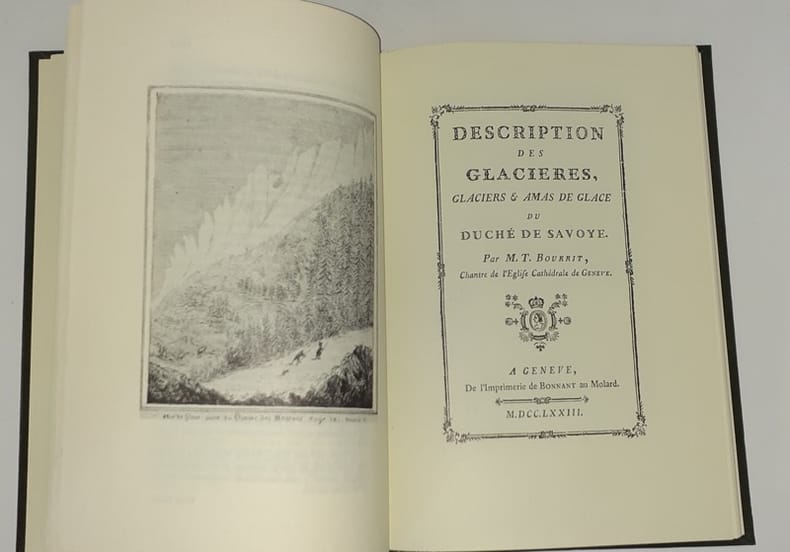 DESCRIPTION
DES
GLACIERES,
GLACIERS & AMAS DE GLACE
DU
DUCHÉ DE SAVOYE.
Par M. T. BOURRIT,
Chantre de l'Eglise Cathédrale de GENEVE.
A GENEVE,
De l'Imprimerie de BONNANT au Molard.
M.DCC.LXXIII.